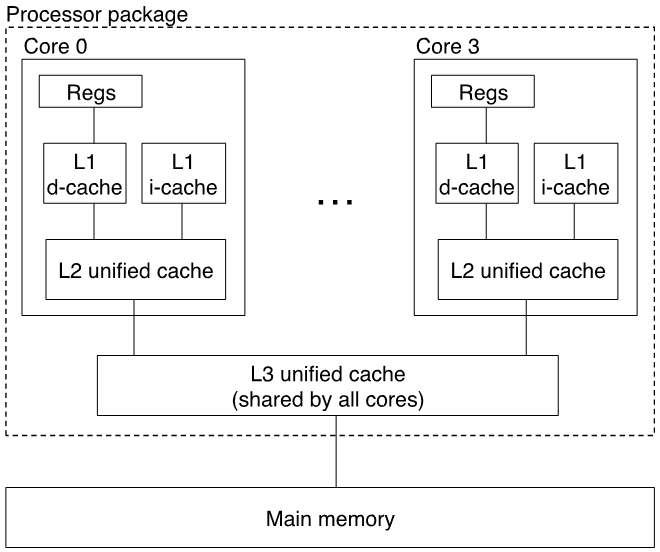 Processor package
Core 0
Regs
L1
d-cache
L1
i-cache
L2 unified cache
...
Core 3
Regs
L1
d-cache
L1
i-cache
L2 unified cache
L3 unified cache
(shared by all cores)
Main memory